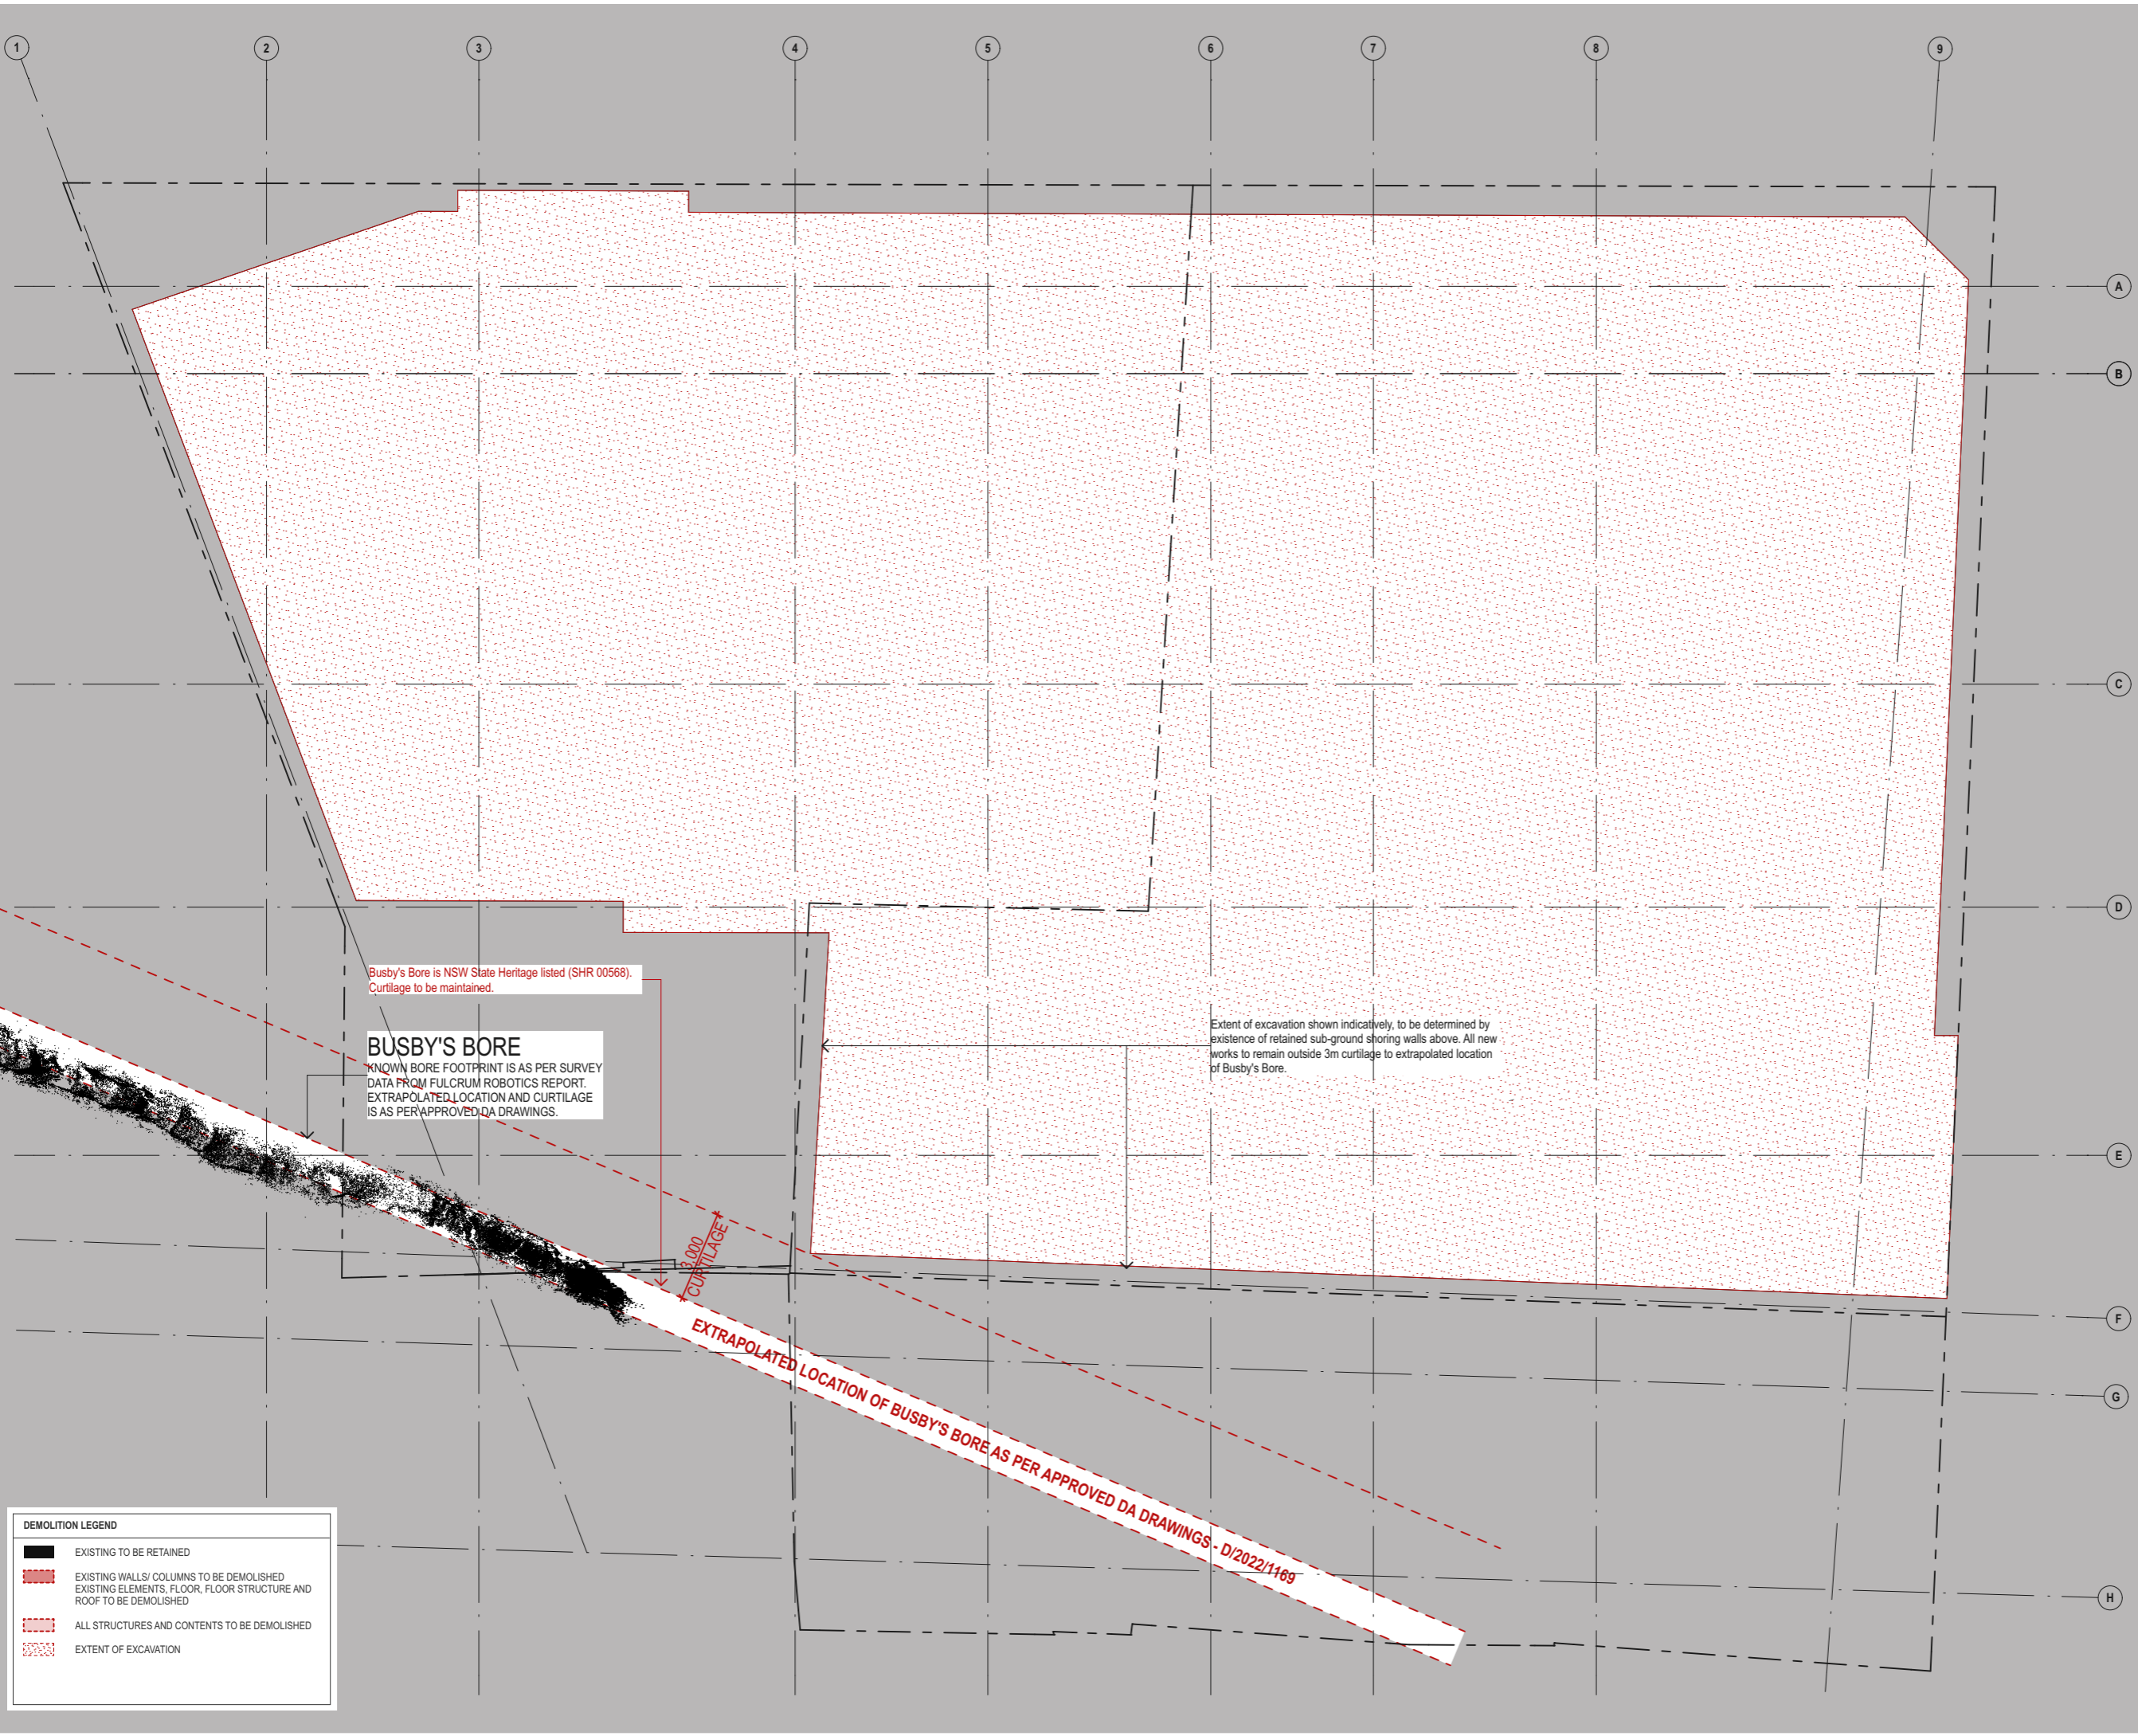 1
2
3
4
5
6
7
8
9
A
B
C
D
Busby's Bore is NSW State Heritage listed (SHR 00568).
Curtilage to be maintained.
BUSBY'S BORE
KNOWN BORE FOOTPRINT IS AS PER SURVEY
DATA FROM FULCRUM ROBOTICS REPORT.
EXTRAPOLATED LOCATION AND CURTILAGE
IS AS PER APPROVED DA DRAWINGS.
Extent of excavation shown indicatively, to be determined by
existence of retained sub-ground shoring walls above. All new
works to remain outside 3m curtilage to extrapolated location
of Busby's Bore.
E
3,000
CURTILAGE
F
EXTRAPOLATED LOCATION OF BUSBY'S BORE AS PER APPROVED DA DRAWINGS - D/2022/1169
G
H
DEMOLITION LEGEND
EXISTING TO BE RETAINED
EXISTING WALLS/ COLUMNS TO BE DEMOLISHED
EXISTING ELEMENTS, FLOOR, FLOOR STRUCTURE AND
ROOF TO BE DEMOLISHED
ALL STRUCTURES AND CONTENTS TO BE DEMOLISHED
EXTENT OF EXCAVATION